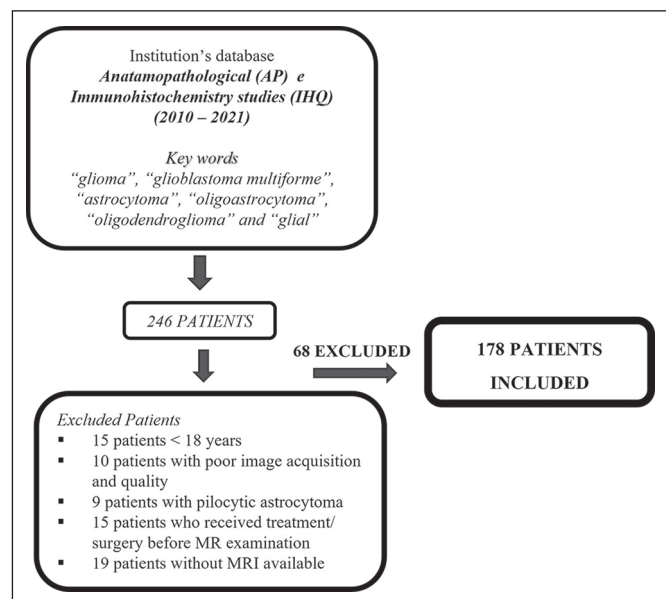 Institution's database
Anatamopathological (AP) e
Immunohistochemistry studies (IHQ)
(2010 – 2021)
Key words
"glioma", "glioblastoma multiforme",
"astrocytoma", "oligoastrocytoma",
"oligodendroglioma" and "glial"
246 PATIENTS
68 EXCLUDED
178 PATIENTS
INCLUDED
Excluded Patients
▪ 15 patients < 18 years
▪ 10 patients with poor image acquisition
and quality
▪ 9 patients with pilocytic astrocytoma
▪ 15 patients who received treatment/
surgery before MR examination
▪ 19 patients without MRI available